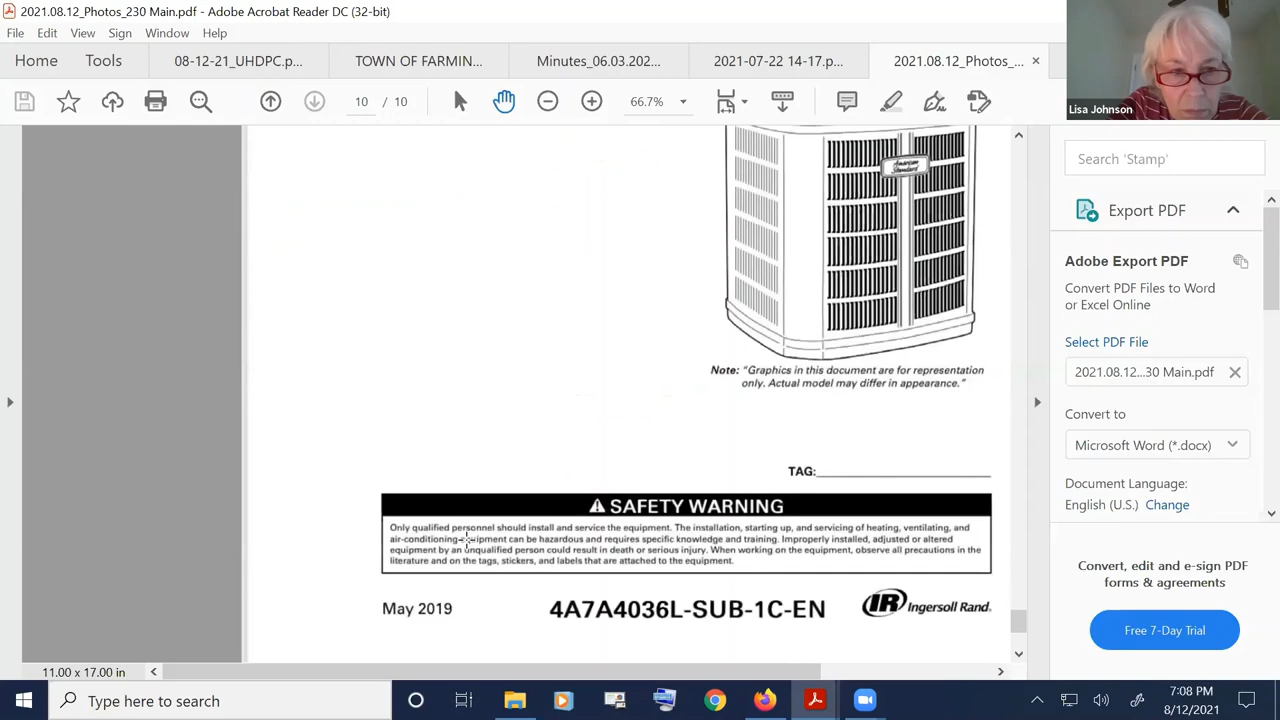 2021.08.12_Photos_230 Main.pdf - Adobe Acrobat Reader DC (32-bit)
File Edit View Sign Window Help
Home Tools 08-12-21_UHDPC.p... TOWN OF FARMIN... Minutes_06.03.202... 2021-07-22 14-17.p... 2021.08.12_Photos_... ×
10 / 10 66.7%
Lisa Johnson
American
Standard
Note: "Graphics in this document are for representation
only. Actual model may differ in appearance."
TAG:
SAFETY WARNING
Only qualified personnel should install and service the equipment. The installation, starting up, and servicing of heating, ventilating, and
air-conditioning equipment can be hazardous and requires specific knowledge and training. Improperly installed, adjusted or altered
equipment by an unqualified person could result in death or serious injury. When working on the equipment, observe all precautions in the
literature and on the tags, stickers, and labels that are attached to the equipment.
May 2019 4A7A4036L-SUB-1C-EN IR Ingersoll Rand.
11.00 x 17.00 in
Search 'Stamp'
Export PDF
Adobe Export PDF
Convert PDF Files to Word
or Excel Online
Select PDF File
2021.08.12...30 Main.pdf
Convert to
Microsoft Word (*.docx)
Document Language:
English (U.S.) Change
Convert, edit and e-sign PDF
forms & agreements
Free 7-Day Trial
Type here to search
7:08 PM
8/12/2021